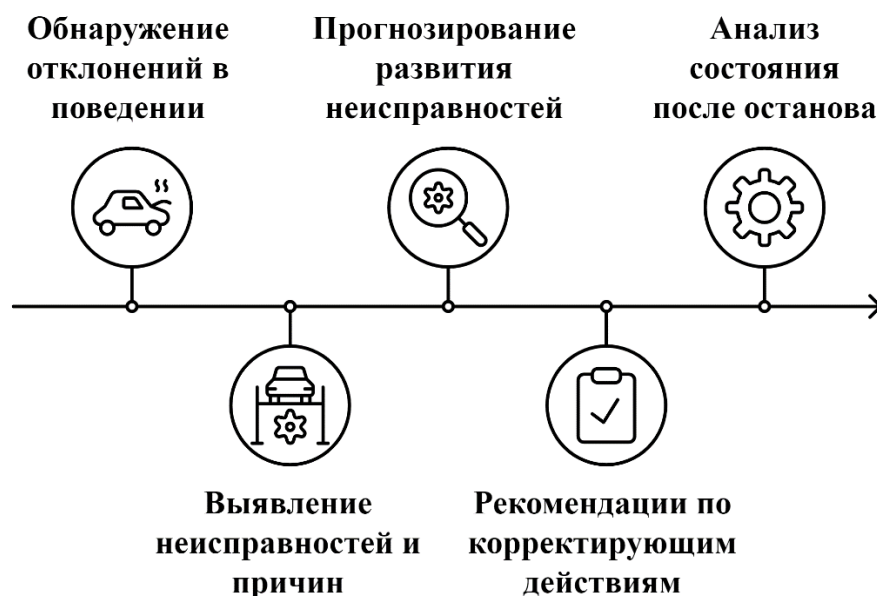 Обнаружение
отклонений в
поведении
Прогнозирование
развития
неисправностей
Анализ
состояния
после останова
Выявление
неисправностей и
причин
Рекомендации по
корректирующим
действиям